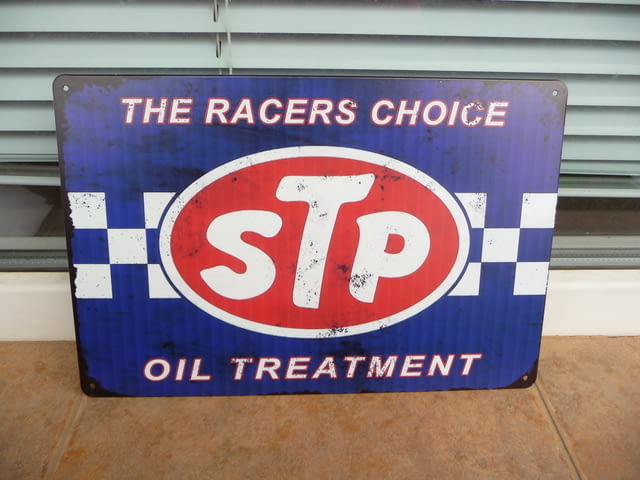 THE RACERS CHOICE
STP
OIL TREATMENT